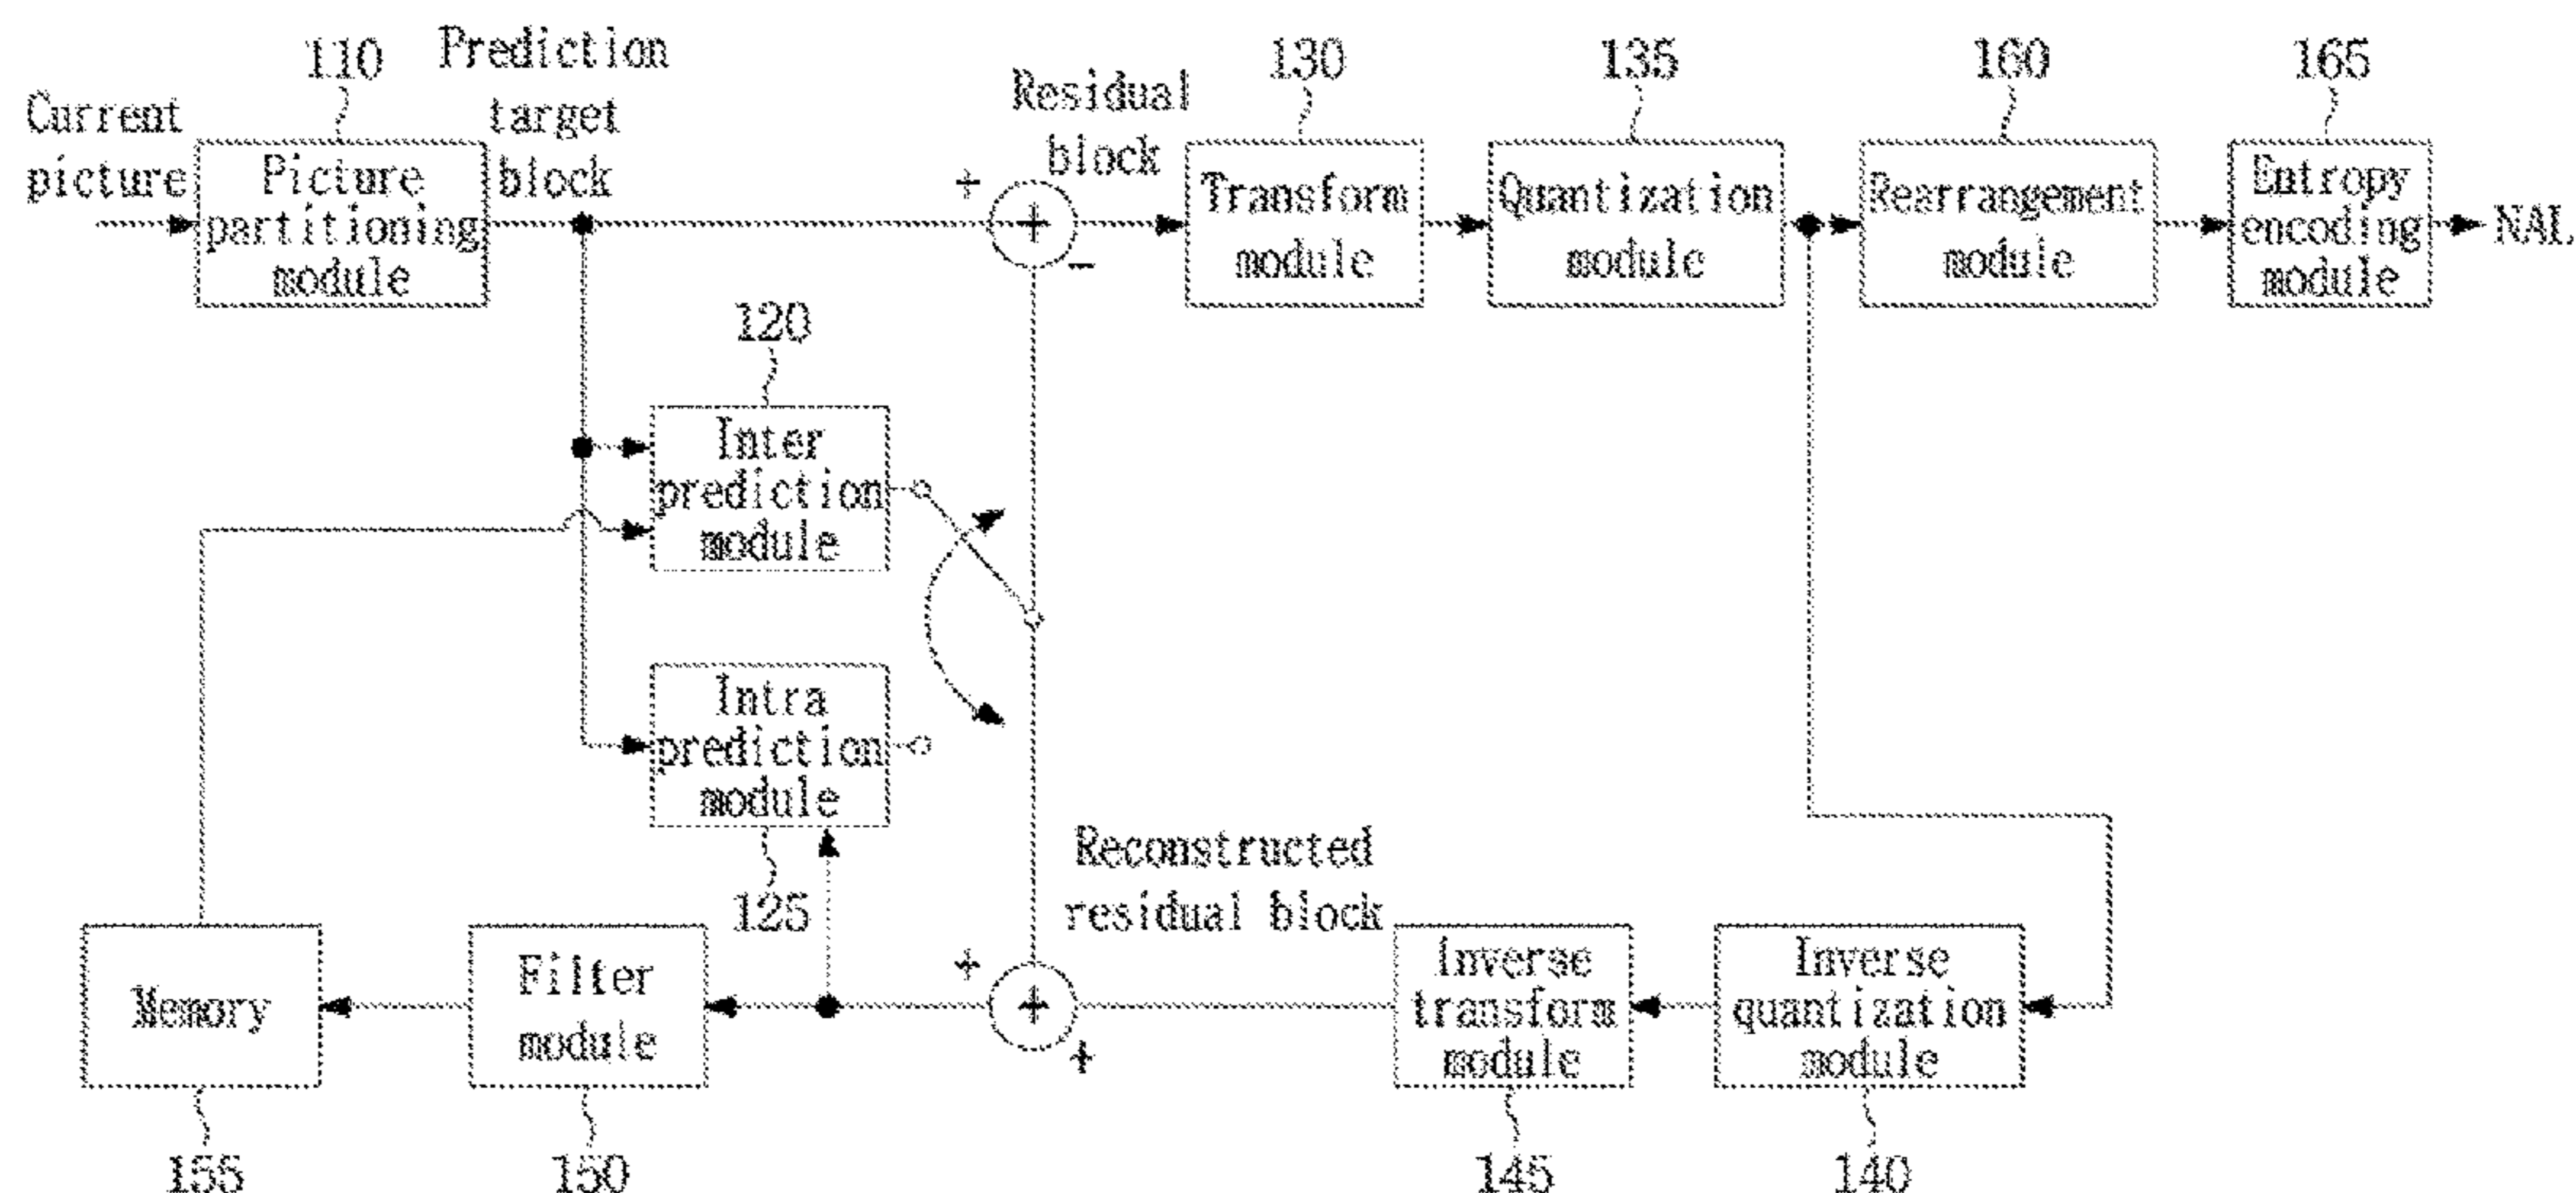 110
Prediction
target
block
Current
picture
Picture
partitioning
module
Residual
block
130
Transform
module
135
Quantization
module
160
Rearrangement
module
165
Entropy
encoding
module
NAL
+
+
-
120
Inter
prediction
module
Intra
prediction
module
125
Reconstructed
residual block
+
+
+
Memory
155
Filter
module
150
Inverse
transform
module
145
Inverse
quantization
module
140